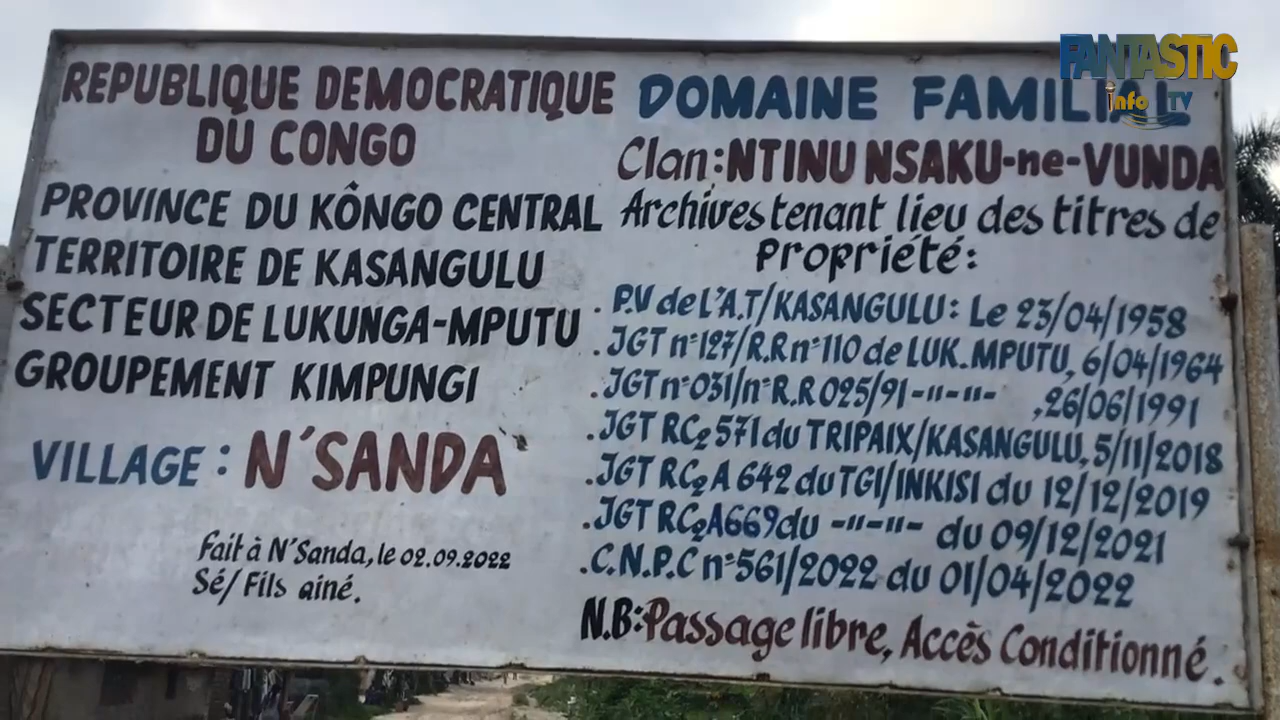 REPUBLIQUE DEMOCRATIQUE
DU CONGO
PROVINCE DU KÔNGO CENTRAL
TERRITOIRE DE KASANGULU
SECTEUR DE LUKUNGA-MPUTU
GROUPEMENT KIMPUNGI
VILLAGE : N'SANDA
Fait à N'Sanda, le 02.09.2022
Sé/ Fils ainé.
DOMAINE FAMILIAL
Clan: NTINU NSAKU-ne-VUNDA
Archives tenant lieu des titres de
Propriété:
. P.V de L'A.T/KASANGULU: Le 23/04/1958
. JGT n°127/R.R n°110 de LUK.MPUTU, 6/04/1964
. JGT n°031/n°R.R 025/91 -"-"- ,26/06/1991
. JGT RC2 571 du TRIPAIX/KASANGULU, 5/11/2018
. JGT RC2 A 642 du TGI/INKISI du 12/12/2019
. JGT RC2 A669 du -"-"- du 09/12/2021
. C.N.P.C n°561/2022 du 01/04/2022
N.B: Passage libre, Accès Conditionné.
FANTASTIC
Info TV